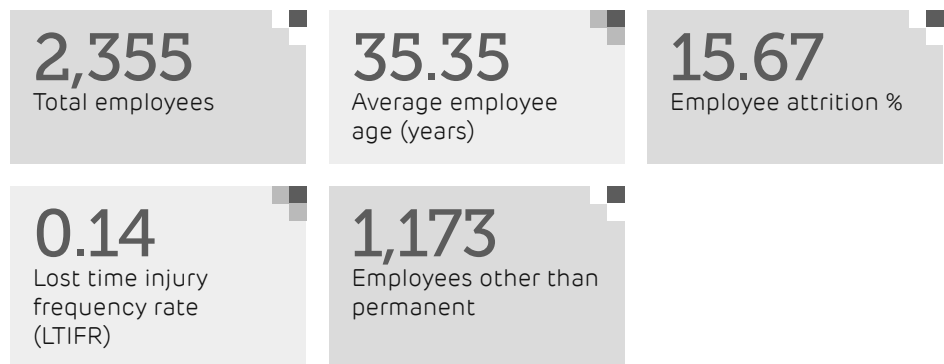 2,355
Total employees
35.35
Average employee
age (years)
15.67
Employee attrition %
0.14
Lost time injury
frequency rate
(LTIFR)
1,173
Employees other than
permanent